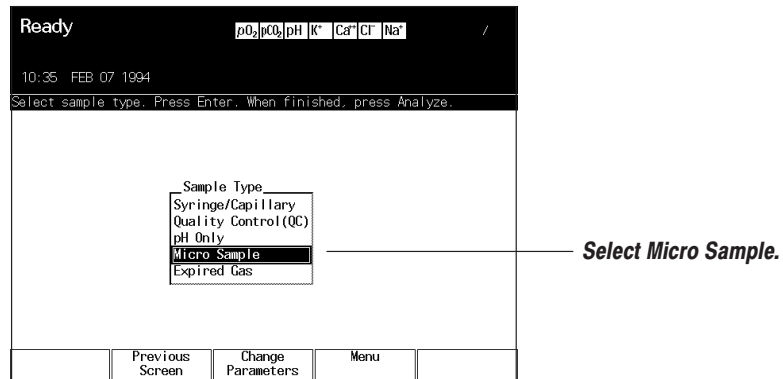 Ready
pO₂ pCO₂ pH K⁺ Ca⁺⁺ Cl⁻ Na⁺ /
10:35 FEB 07 1994
Select sample type. Press Enter. When finished, press Analyze.
Sample Type
Syringe/Capillary
Quality Control(QC)
pH Only
Micro Sample
Expired Gas
Select Micro Sample.
Previous Screen
Change Parameters
Menu